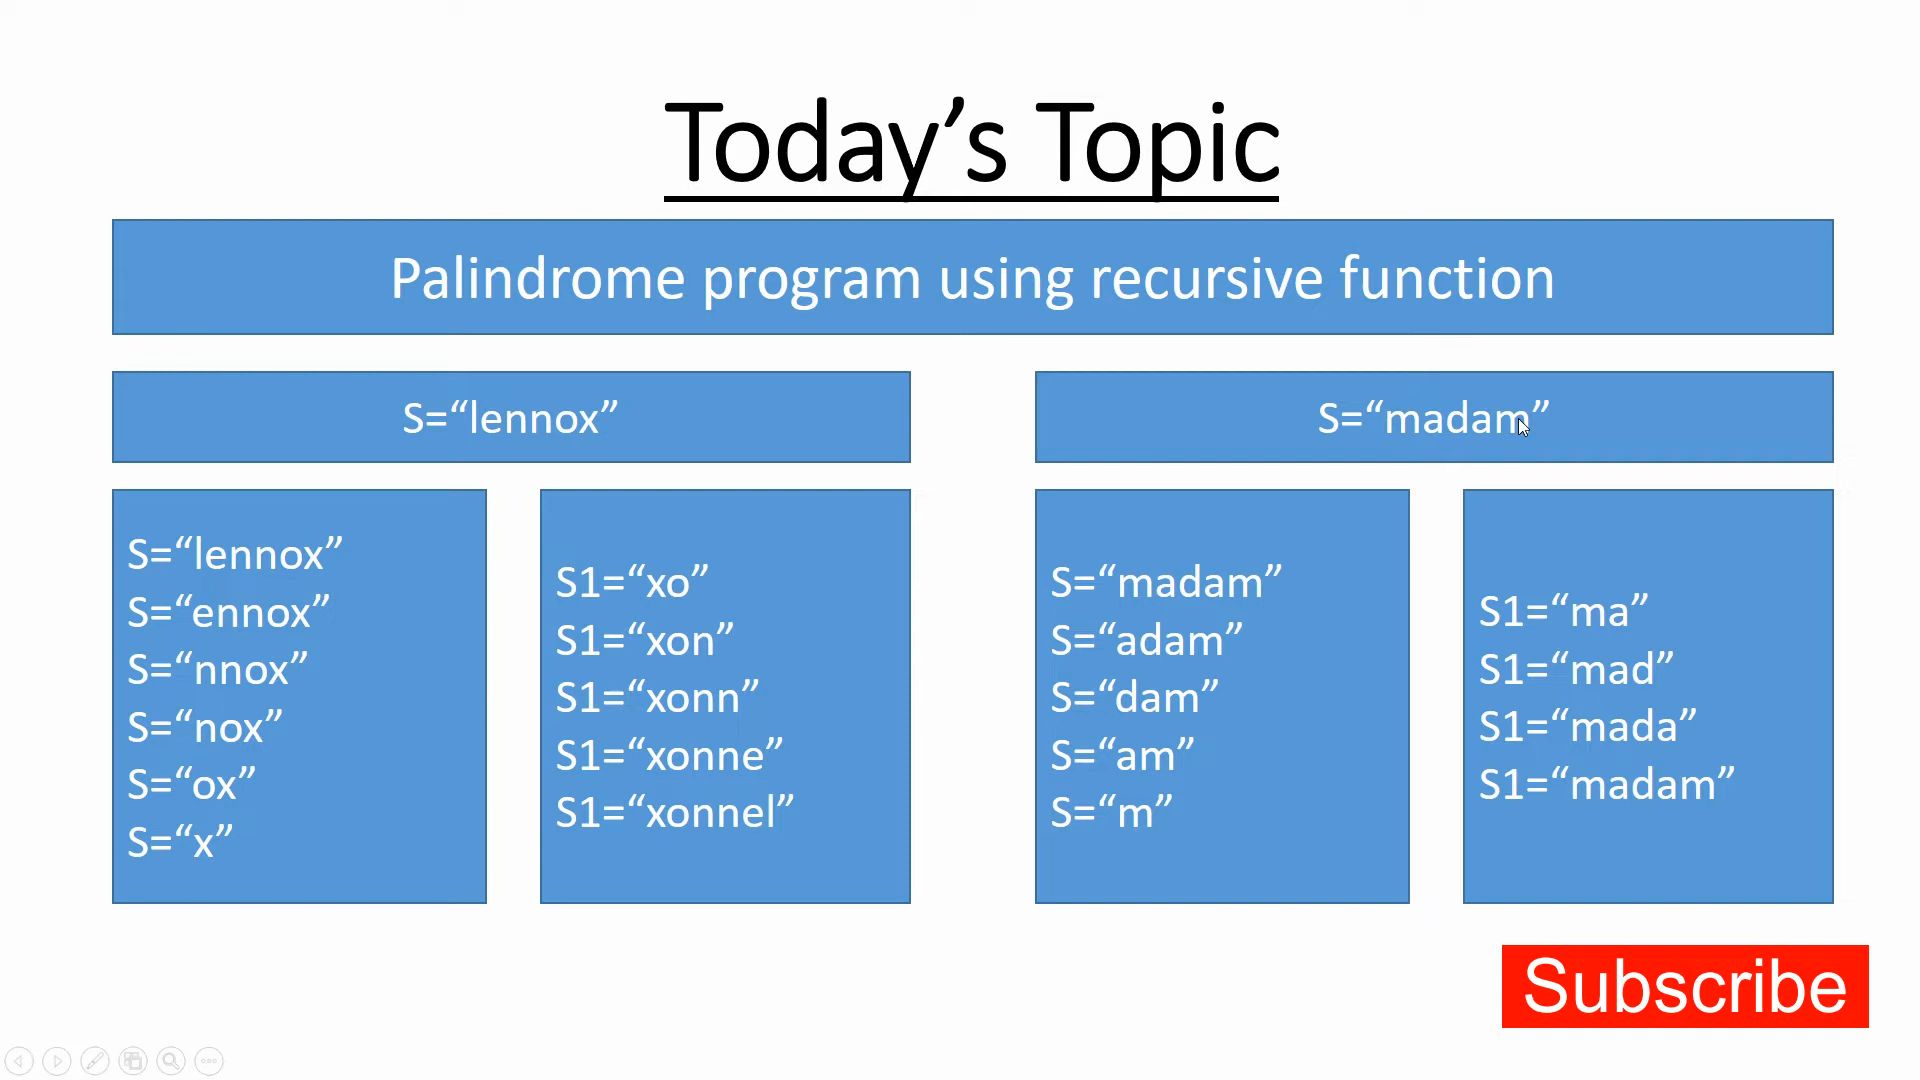 Today’s Topic
Palindrome program using recursive function
S=“lennox”
S=“madam”
S=“lennox”
S=“ennox”
S=“nnox”
S=“nox”
S=“ox”
S=“x”
S1=“xo”
S1=“xon”
S1=“xonn”
S1=“xonne”
S1=“xonnel”
S=“madam”
S=“adam”
S=“dam”
S=“am”
S=“m”
S1=“ma”
S1=“mad”
S1=“mada”
S1=“madam”
Subscribe